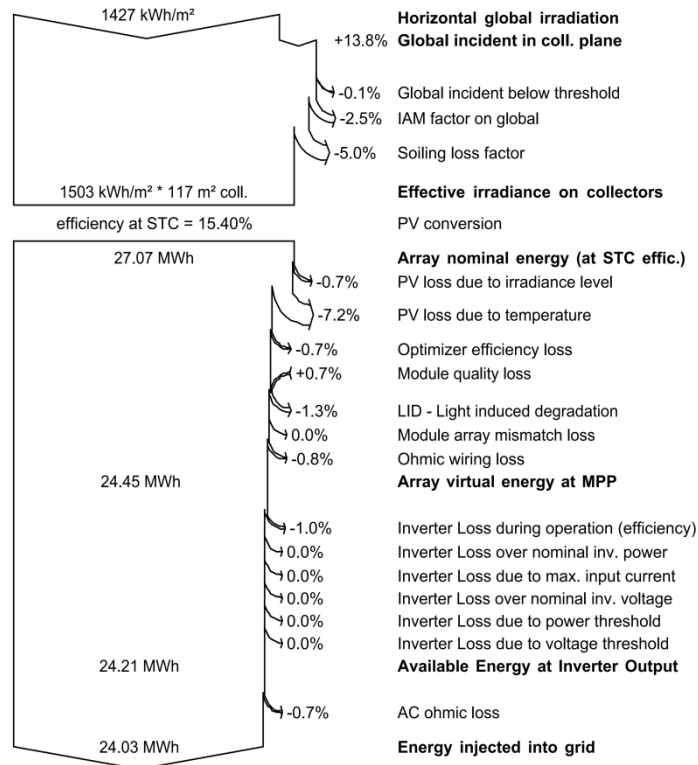 1427 kWh/m² Horizontal global irradiation
+13.8% Global incident in coll. plane
-0.1% Global incident below threshold
-2.5% IAM factor on global
-5.0% Soiling loss factor
1503 kWh/m² * 117 m² coll. Effective irradiance on collectors
efficiency at STC = 15.40% PV conversion
27.07 MWh Array nominal energy (at STC effic.)
-0.7% PV loss due to irradiance level
-7.2% PV loss due to temperature
-0.7% Optimizer efficiency loss
+0.7% Module quality loss
-1.3% LID - Light induced degradation
0.0% Module array mismatch loss
-0.8% Ohmic wiring loss
24.45 MWh Array virtual energy at MPP
-1.0% Inverter Loss during operation (efficiency)
0.0% Inverter Loss over nominal inv. power
0.0% Inverter Loss due to max. input current
0.0% Inverter Loss over nominal inv. voltage
0.0% Inverter Loss due to power threshold
0.0% Inverter Loss due to voltage threshold
24.21 MWh Available Energy at Inverter Output
-0.7% AC ohmic loss
24.03 MWh Energy injected into grid